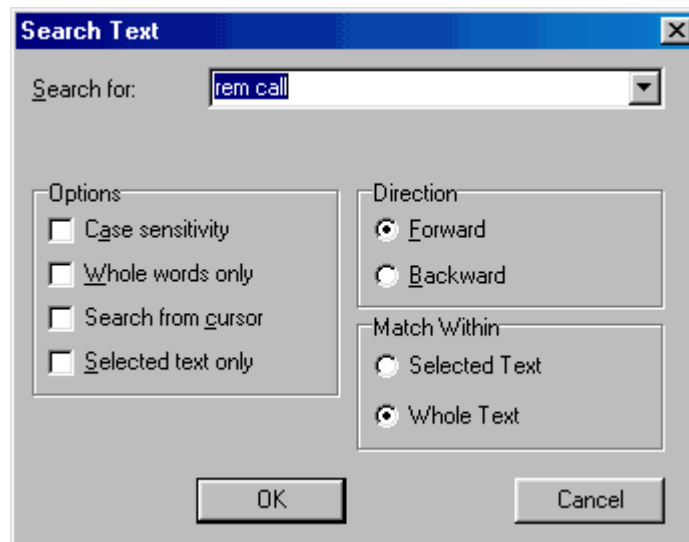 Search Text
Search for: rem call
Options
Case sensitivity
Whole words only
Search from cursor
Selected text only
Direction
Forward
Backward
Match Within
Selected Text
Whole Text
OK Cancel